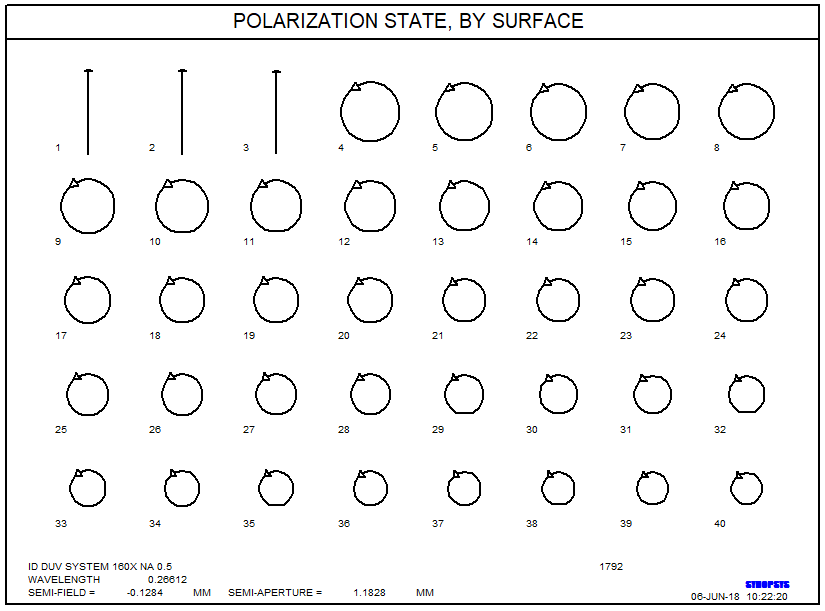 POLARIZATION STATE, BY SURFACE
1 2 3 4 5 6 7 8
9 10 11 12 13 14 15 16
17 18 19 20 21 22 23 24
25 26 27 28 29 30 31 32
33 34 35 36 37 38 39 40
ID DUV SYSTEM 160X NA 0.5 1792
WAVELENGTH 0.26612
SEMI-FIELD = -0.1284 MM SEMI-APERTURE = 1.1828 MM
SYNOPSYS
06-JUN-18 10:22:20